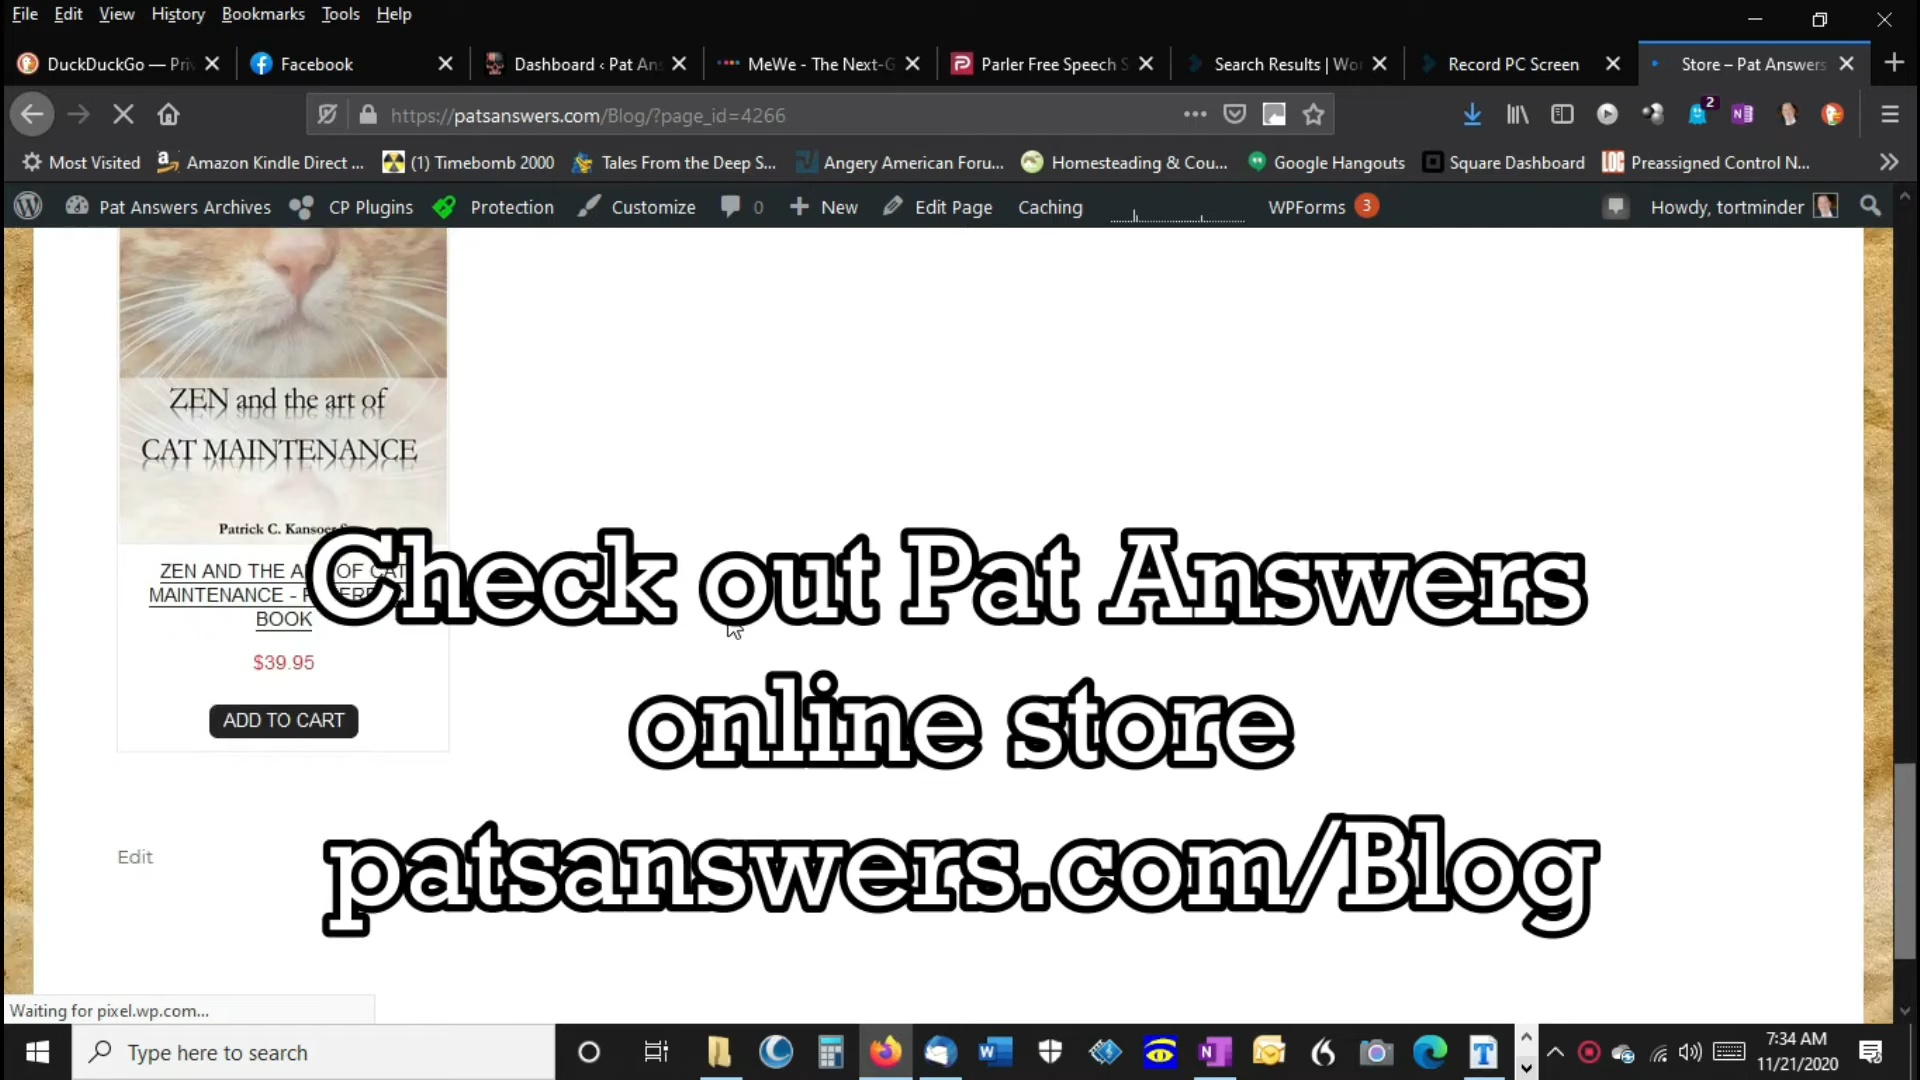 File Edit View History Bookmarks Tools Help
DuckDuckGo — Pri
Facebook
Dashboard ‹ Pat Ans
MeWe - The Next-G
Parler Free Speech S
Search Results | Wo
Record PC Screen
Store – Pat Answers
https://patsanswers.com/Blog/?page_id=4266
2
Most Visited
Amazon Kindle Direct ...
(1) Timebomb 2000
Tales From the Deep S...
Angery American Foru...
Homesteading & Cou...
Google Hangouts
Square Dashboard
LOC
Preassigned Control N...
Pat Answers Archives
CP Plugins
Protection
Customize
0
New
Edit Page
Caching
WPForms 3
Howdy, tortminder
ZEN and the art of
CAT MAINTENANCE
Patrick C.
ZEN AND THE OF CAT
MAINTENANCE -
BOOK
$39.95
ADD TO CART
Check out Pat Answers
online store
patsanswers.com/Blog
Edit
Waiting for pixel.wp.com...
Type here to search
7:34 AM
11/21/2020